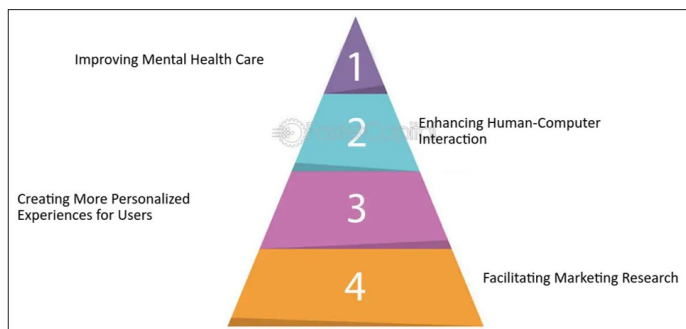 1
Improving Mental Health Care
2
Enhancing Human-Computer
Interaction
Creating More Personalized
Experiences for Users
3
4
Facilitating Marketing Research